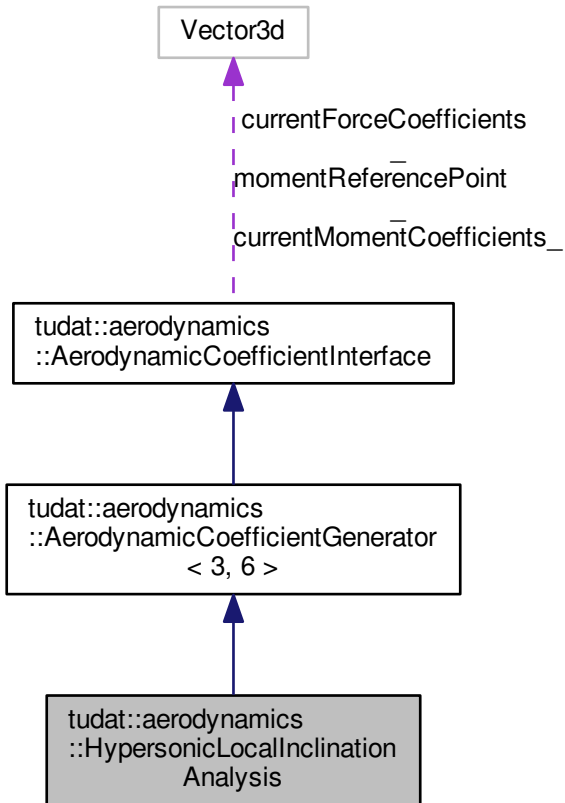 Vector3d
currentForceCoefficients
_
momentReferencePoint
_
currentMomentCoefficients_
tudat::aerodynamics
::AerodynamicCoefficientInterface
tudat::aerodynamics
::AerodynamicCoefficientGenerator
< 3, 6 >
tudat::aerodynamics
::HypersonicLocalInclination
Analysis